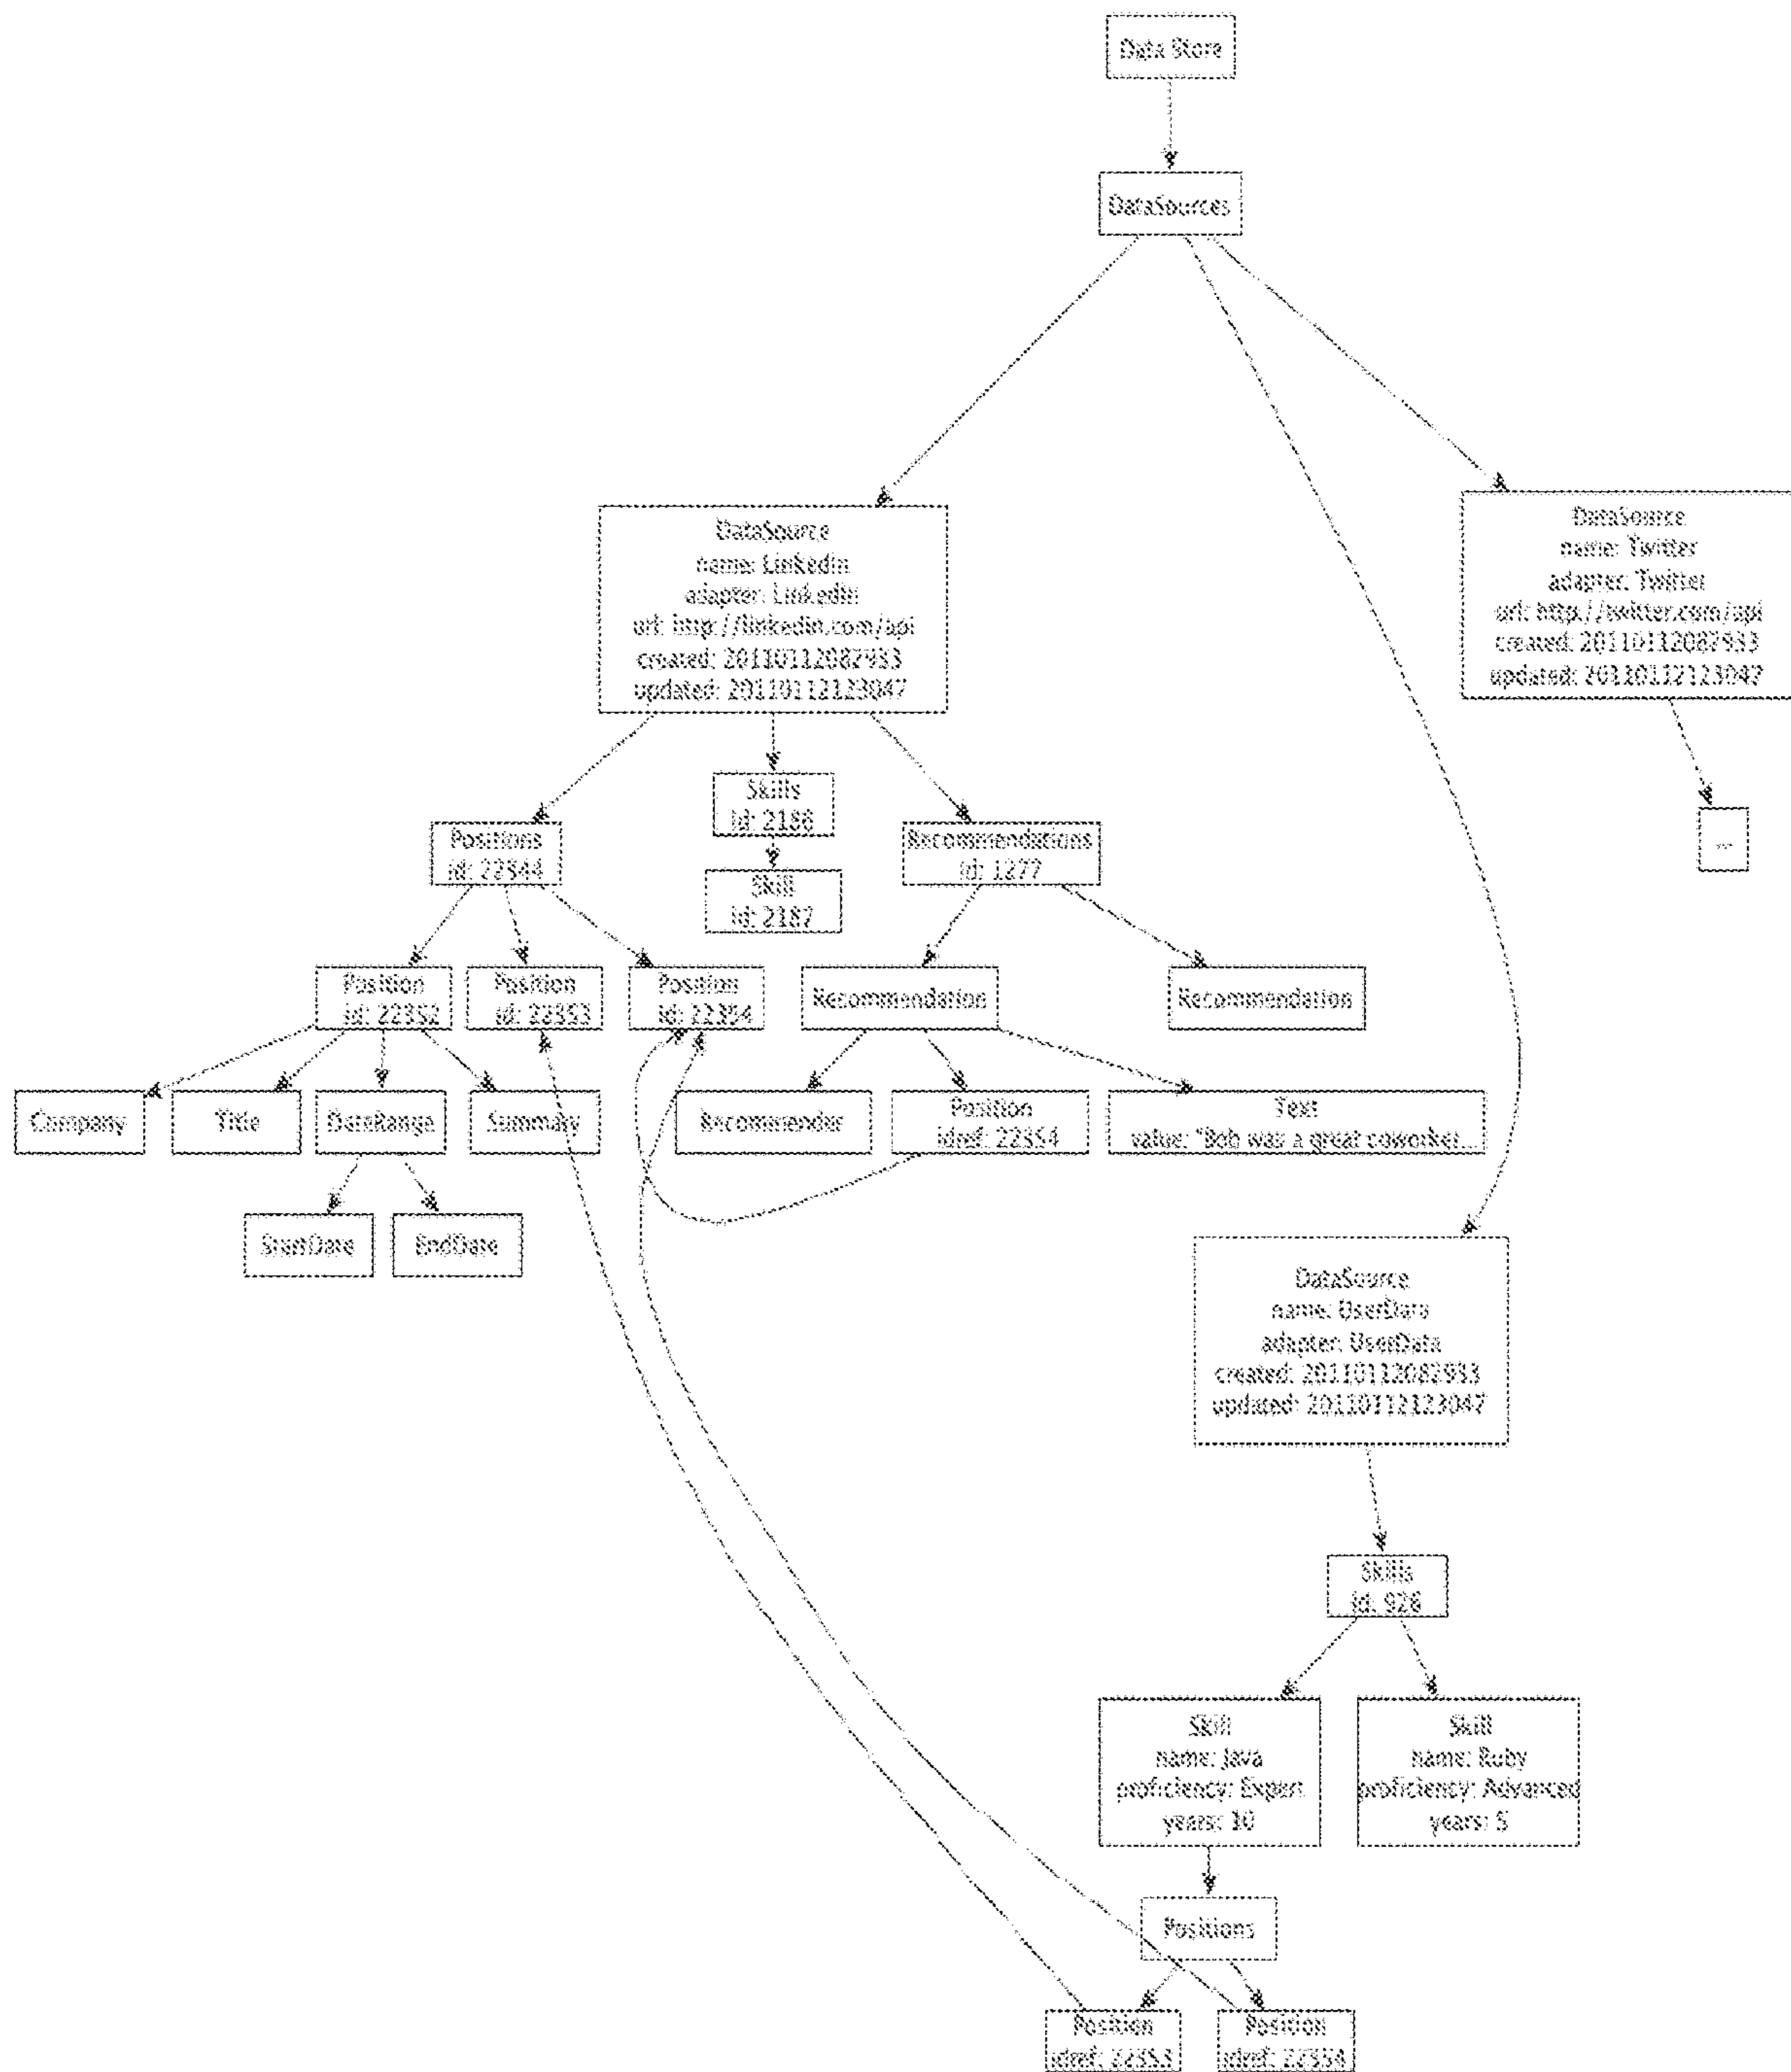 Data Store
DataSources
DataSource
name: LinkedIn
adapter: LinkedIn
url: http://linkedin.com/api
created: 20110112082933
updated: 20110112123047
DataSource
name: Twitter
adapter: Twitter
url: http://twitter.com/api
created: 20110112082933
updated: 20110112123047
Skills
id: 2186
Positions
id: 22344
Recommendations
id: 1277
...
Skill
id: 2187
Position
id: 22352
Position
id: 22353
Position
id: 22354
Recommendation
Recommendation
Company
Title
DateRange
Summary
Recommender
Position
idref: 22354
Text
value: "Bob was a great coworker...
StartDate
EndDate
DataSource
name: UserData
adapter: UserData
created: 20110112082933
updated: 20110112123047
Skills
id: 926
Skill
name: Java
proficiency: Expert
years: 10
Skill
name: Ruby
proficiency: Advanced
years: 5
Positions
Position
idref: 22353
Position
idref: 22354